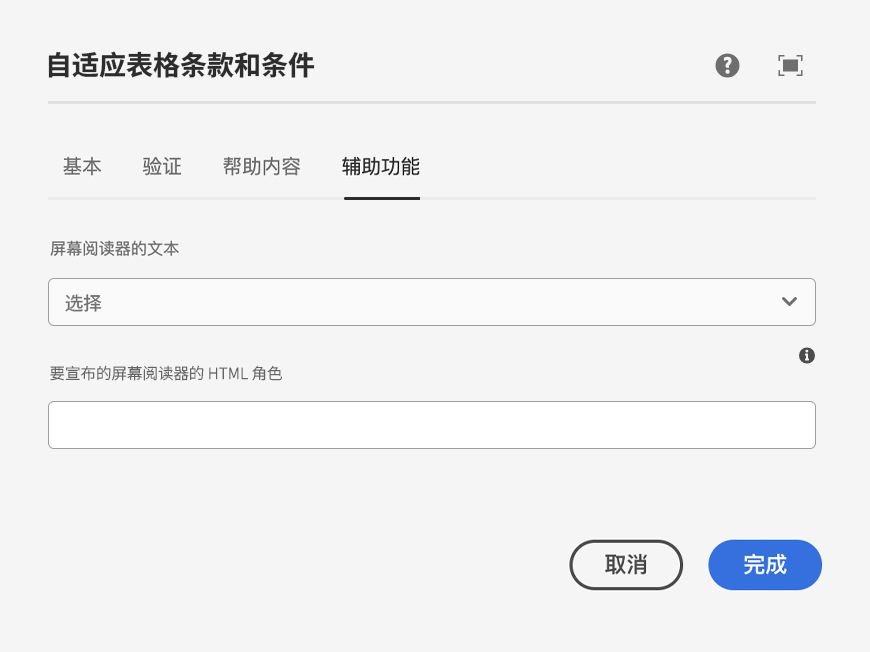 自适应表格条款和条件
基本 验证 帮助内容 辅助功能
屏幕阅读器的文本
选择
要宣布的屏幕阅读器的 HTML 角色
取消 完成